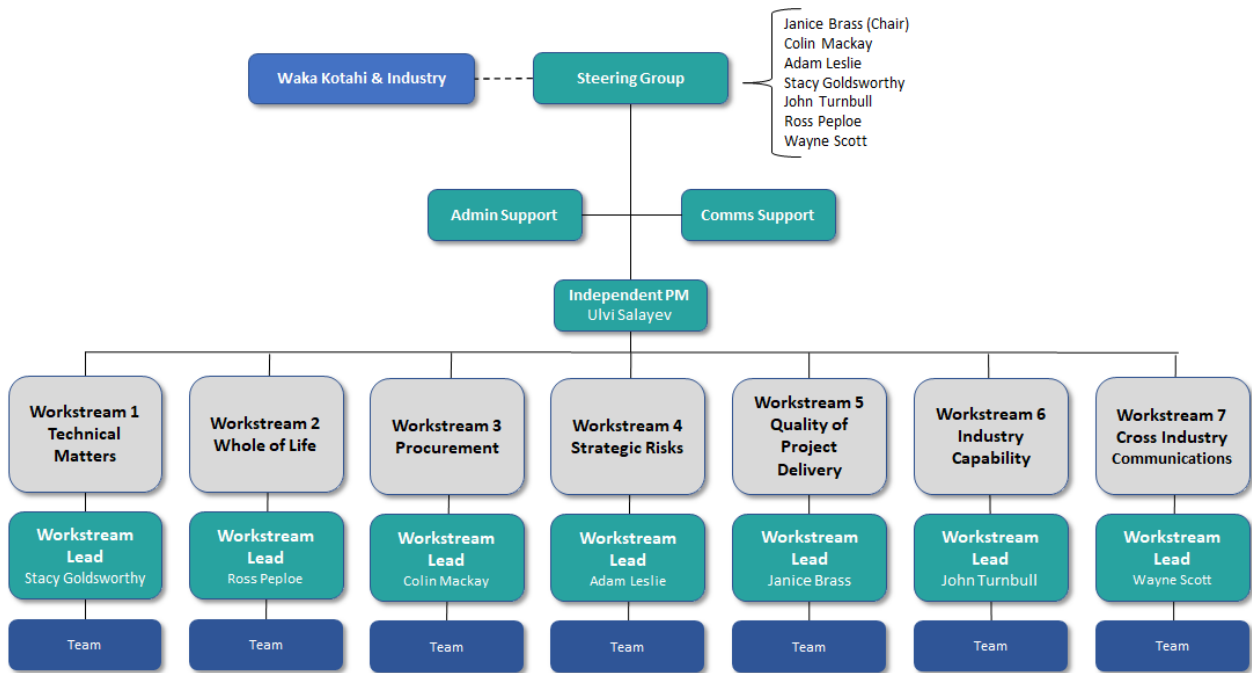 Janice Brass (Chair)
Colin Mackay
Adam Leslie
Stacy Goldsworthy
John Turnbull
Ross Peploe
Wayne Scott
Waka Kotahi & Industry
Steering Group
Admin Support
Comms Support
Independent PM
Ulvi Salayev
Workstream 1
Technical
Matters
Workstream 2
Whole of Life
Workstream 3
Procurement
Workstream 4
Strategic Risks
Workstream 5
Quality of
Project
Delivery
Workstream 6
Industry
Capability
Workstream 7
Cross Industry
Communications
Workstream
Lead
Stacy Goldsworthy
Workstream
Lead
Ross Peploe
Workstream
Lead
Colin Mackay
Workstream
Lead
Adam Leslie
Workstream
Lead
Janice Brass
Workstream
Lead
John Turnbull
Workstream
Lead
Wayne Scott
Team
Team
Team
Team
Team
Team
Team